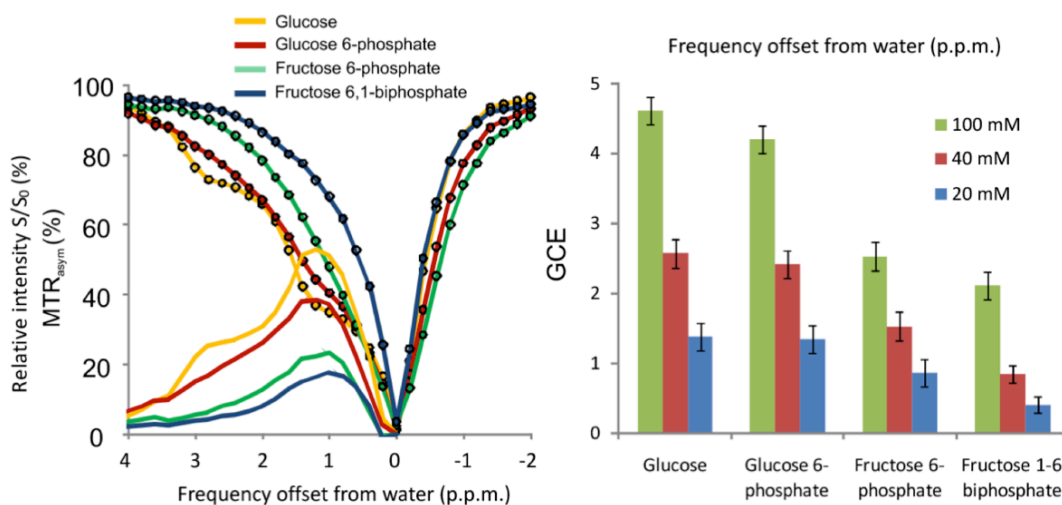 Glucose
Glucose 6-phosphate
Fructose 6-phosphate
Fructose 6,1-biphosphate
Relative intensity S/S₀ (%)
MTRasym (%)
100
80
60
40
20
0
4
3
2
1
0
-1
-2
Frequency offset from water (p.p.m.)
Frequency offset from water (p.p.m.)
GCE
5
4
3
2
1
0
100 mM
40 mM
20 mM
Glucose
Glucose 6-
phosphate
Fructose 6-
phosphate
Fructose 1-6
biphosphate